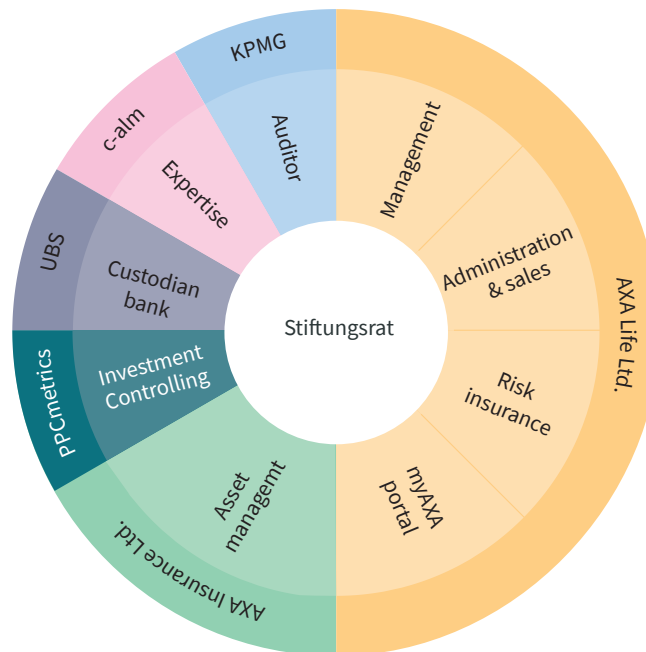 KPMG
Auditor
Management
Administration
& sales
AXA Life Ltd.
Risk
insurance
myAXA
portal
Asset
managemt
AXA Insurance Ltd.
Investment
Controlling
PPCmetrics
Custodian
bank
UBS
Expertise
c-alm
Stiftungsrat